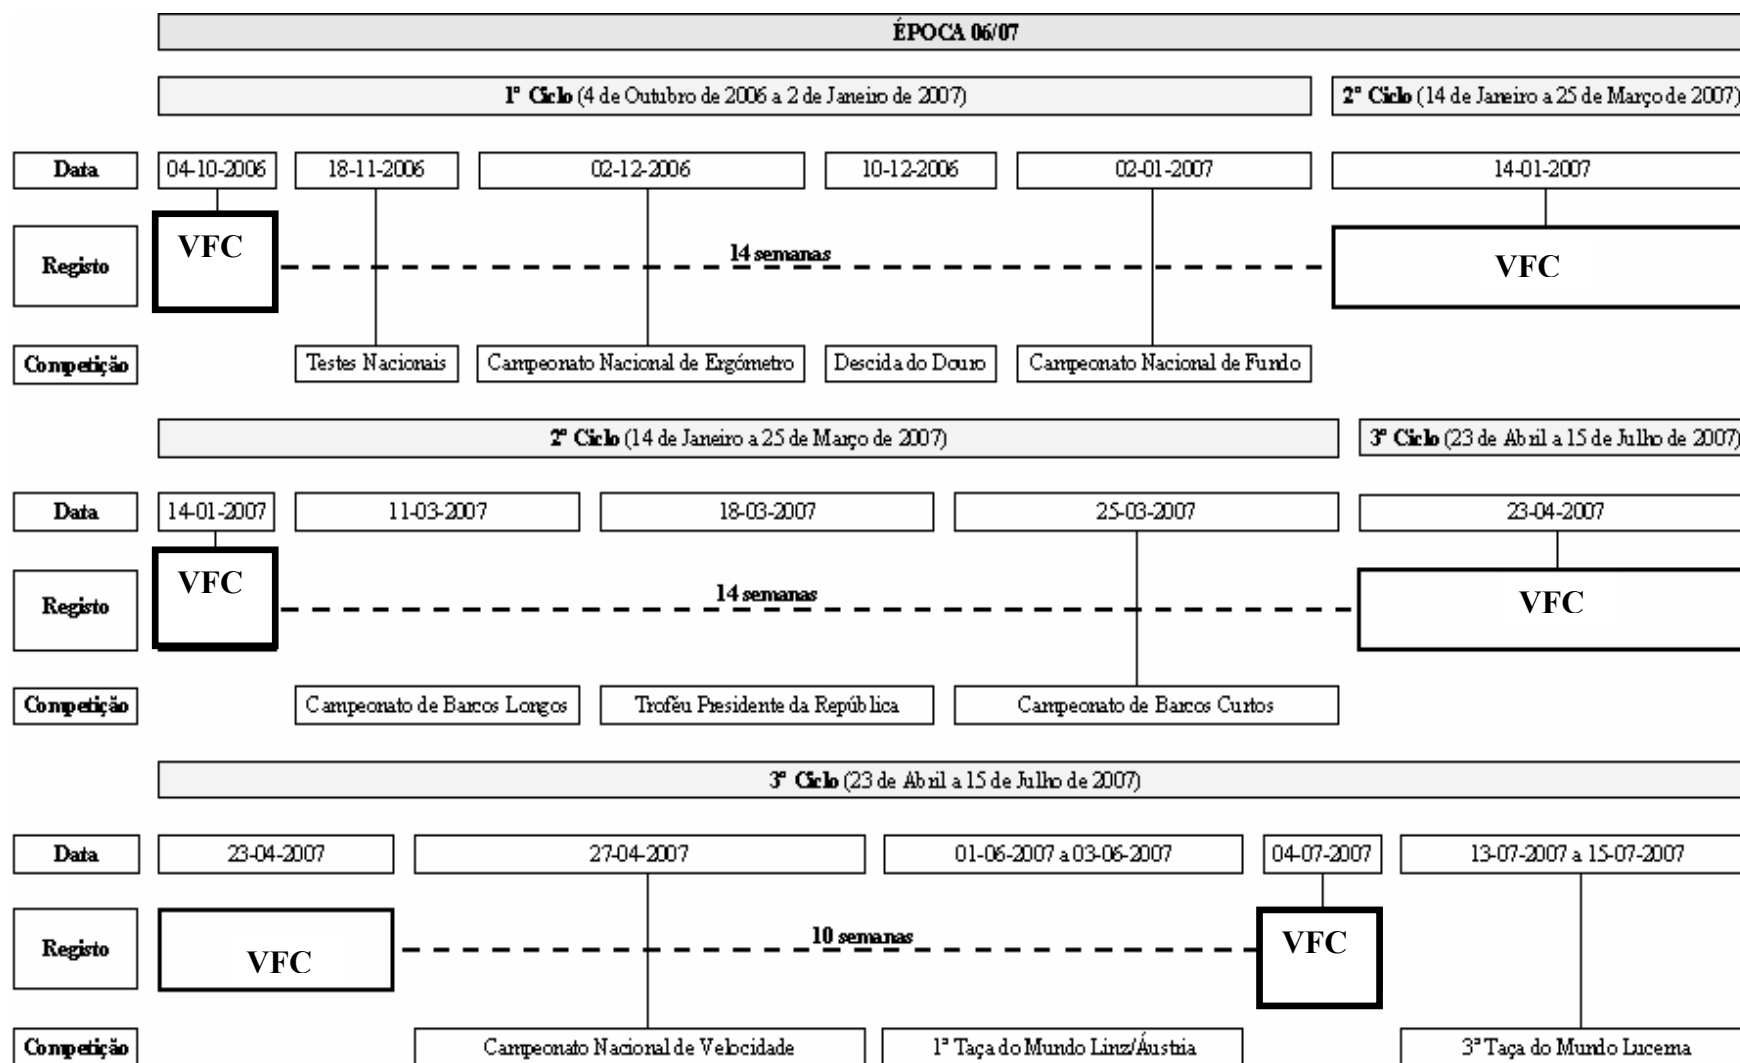 ÉPOCA 06/07
1º Ciclo (4 de Outubro de 2006 a 2 de Janeiro de 2007) 2º Ciclo (14 de Janeiro a 25 de Março de 2007)
Data 04-10-2006 18-11-2006 02-12-2006 10-12-2006 02-01-2007 14-01-2007
Registo VFC 14 semanas VFC
Competição Testes Nacionais Campeonato Nacional de Ergómetro Descida do Douro Campeonato Nacional de Fundo
2º Ciclo (14 de Janeiro a 25 de Março de 2007) 3º Ciclo (23 de Abril a 15 de Julho de 2007)
Data 14-01-2007 11-03-2007 18-03-2007 25-03-2007 23-04-2007
Registo VFC 14 semanas VFC
Competição Campeonato de Barcos Longos Troféu Presidente da República Campeonato de Barcos Curtos
3º Ciclo (23 de Abril a 15 de Julho de 2007)
Data 23-04-2007 27-04-2007 01-06-2007 a 03-06-2007 04-07-2007 13-07-2007 a 15-07-2007
Registo VFC 10 semanas VFC
Competição Campeonato Nacional de Velocidade 1ª Taça do Mundo Linz/Áustria 3ª Taça do Mundo Lucerna